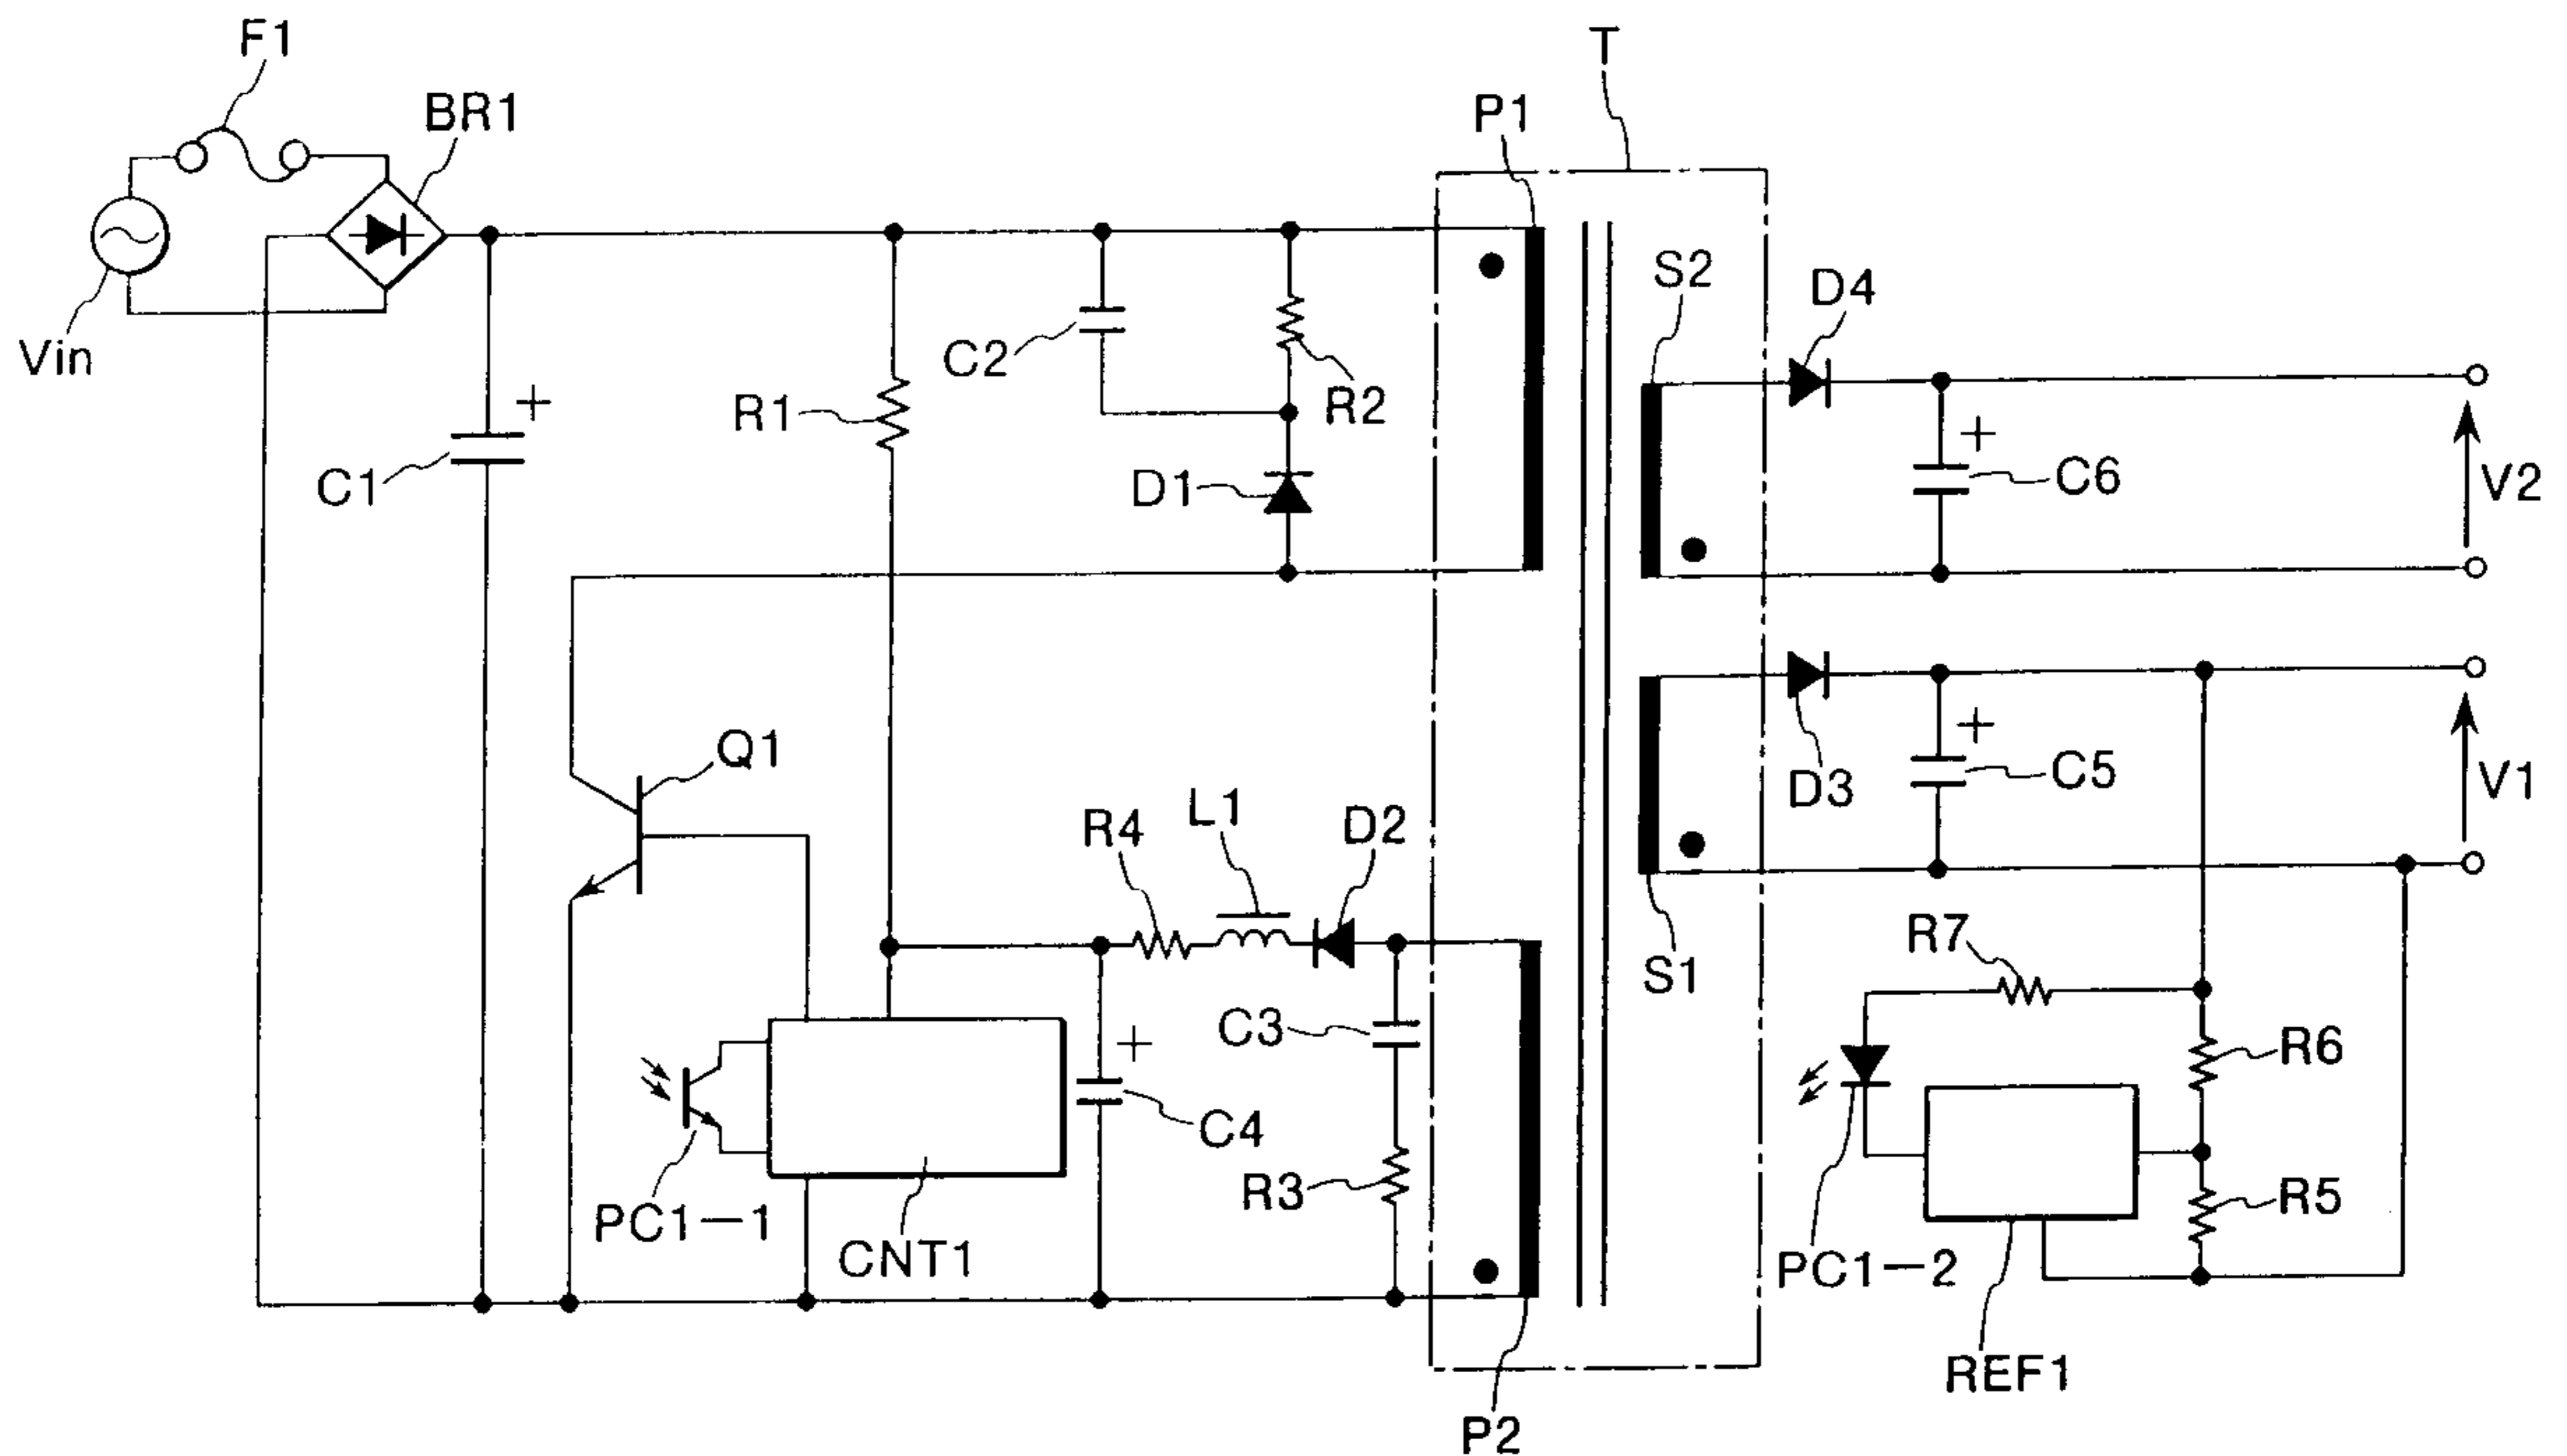 F1
T
BR1
P1
S2
D4
Vin
C2
R2
R1
+
+
C1
D1
C6
V2
Q1
+
D3
C5
V1
L1
R4
D2
R7
S1
C3
+
R6
C4
R3
R5
PC1-1
CNT1
PC1-2
REF1
P2